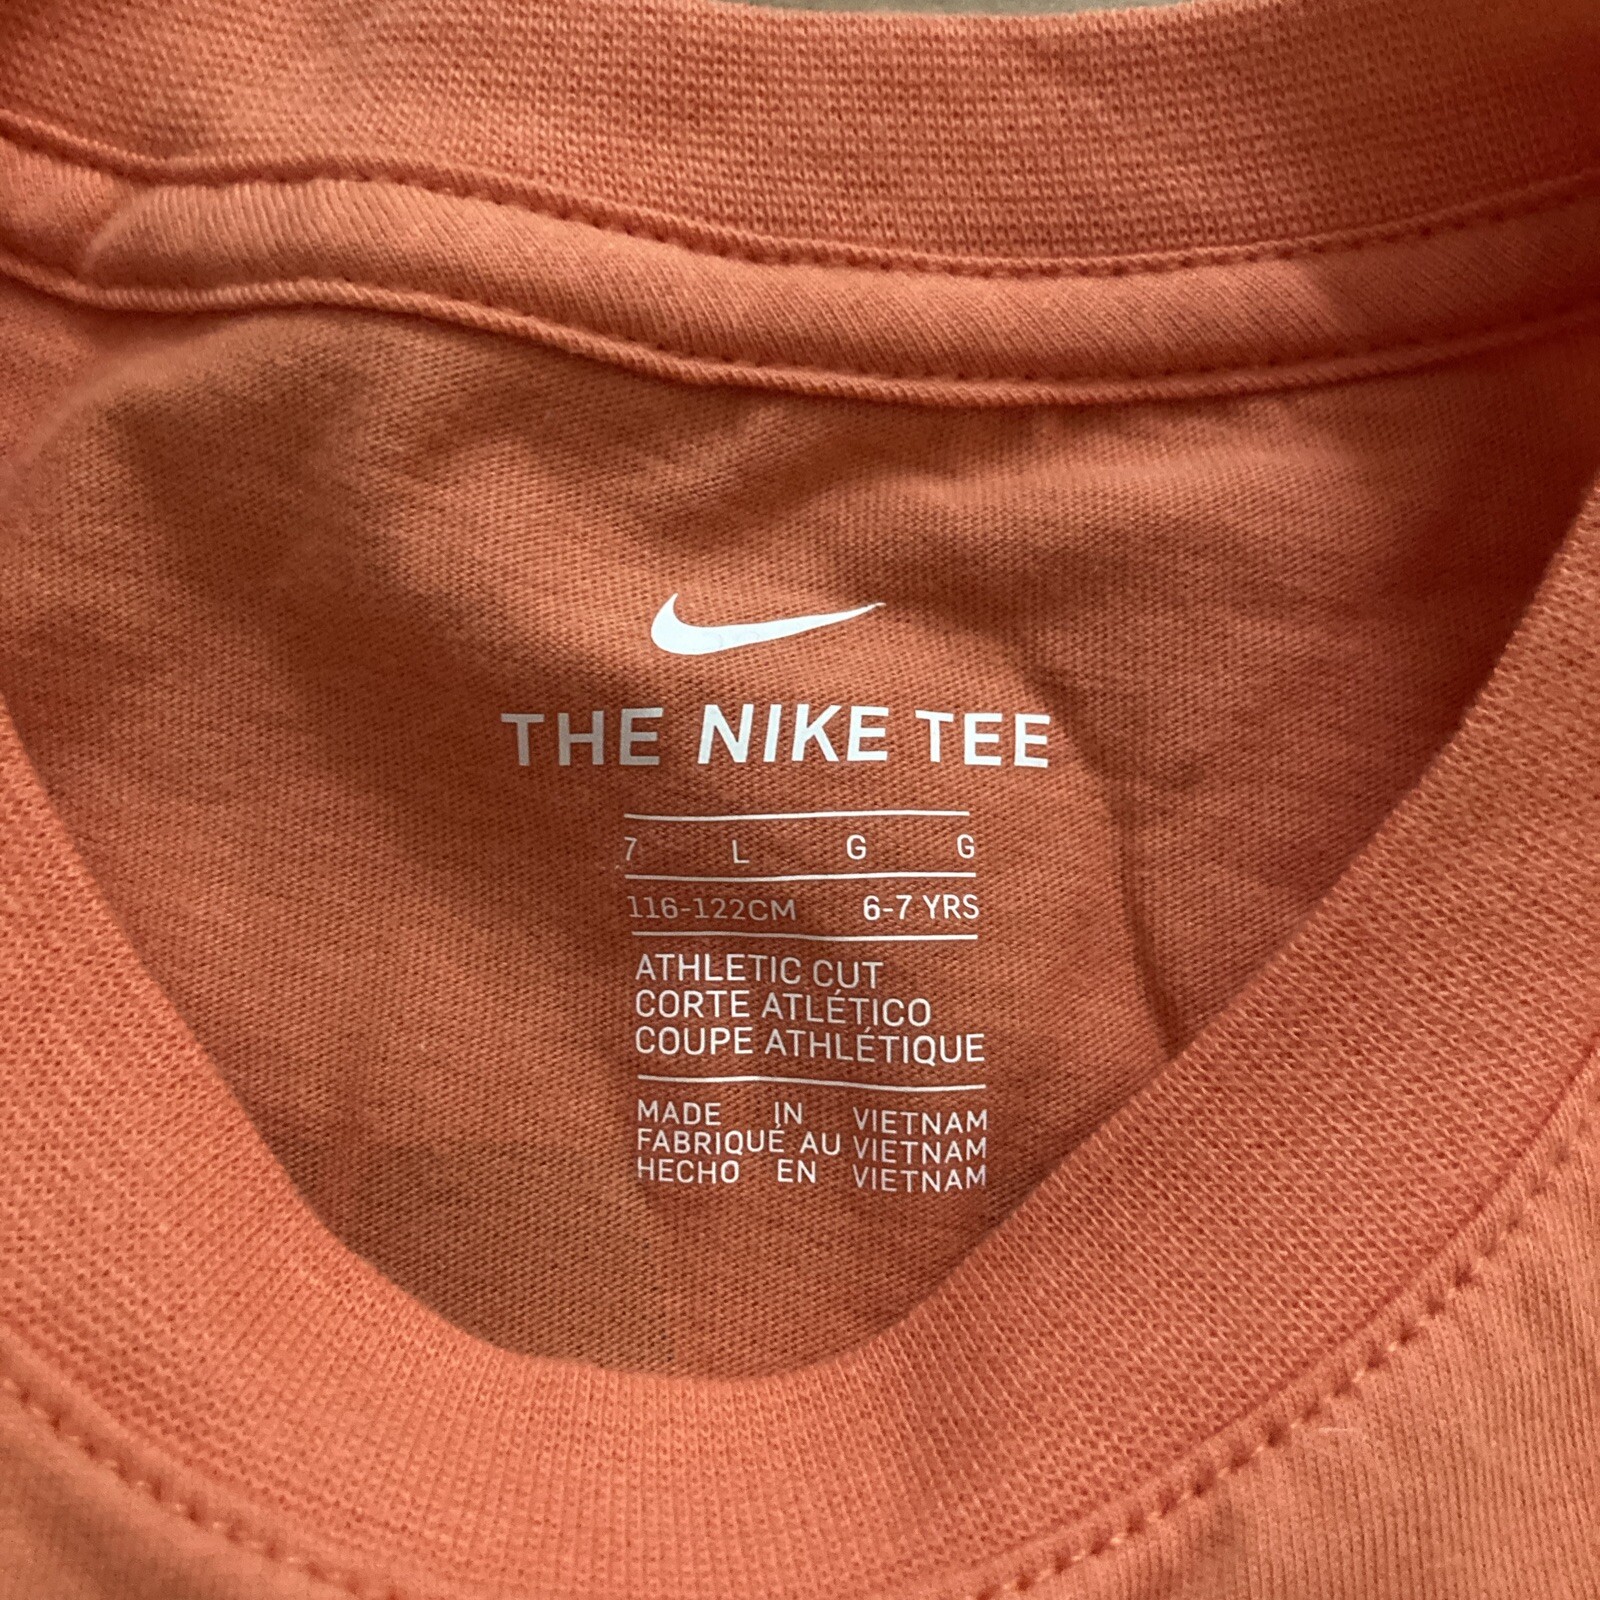 THE NIKE TEE
7 L G G
116-122CM 6-7 YRS
ATHLETIC CUT
CORTE ATLÉTICO
COUPE ATHLÉTIQUE
MADE IN VIETNAM
FABRIQUÉ AU VIETNAM
HECHO EN VIETNAM